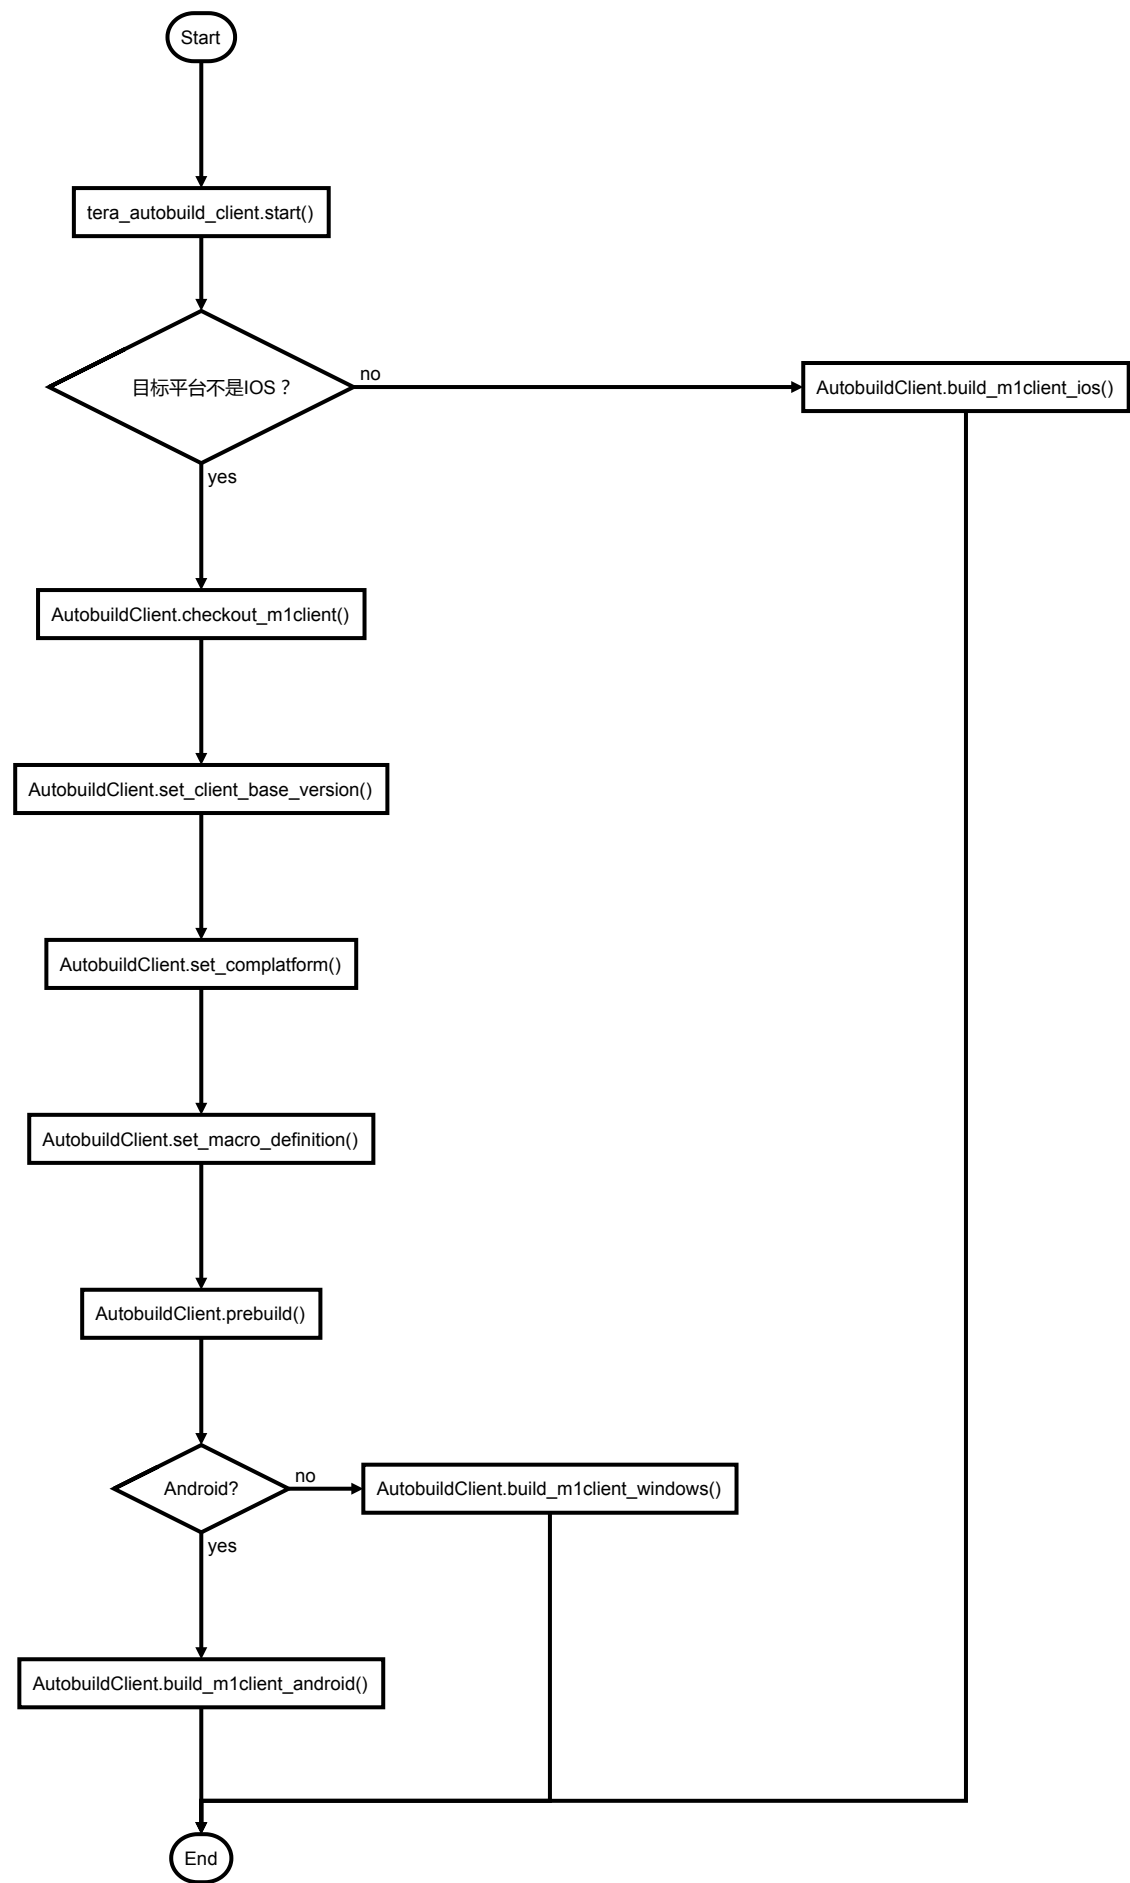 Start
tera_autobuild_client.start()
目标平台不是IOS？
no
AutobuildClient.build_m1client_ios()
yes
AutobuildClient.checkout_m1client()
AutobuildClient.set_client_base_version()
AutobuildClient.set_complatform()
AutobuildClient.set_macro_definition()
AutobuildClient.prebuild()
Android?
no
AutobuildClient.build_m1client_windows()
yes
AutobuildClient.build_m1client_android()
End